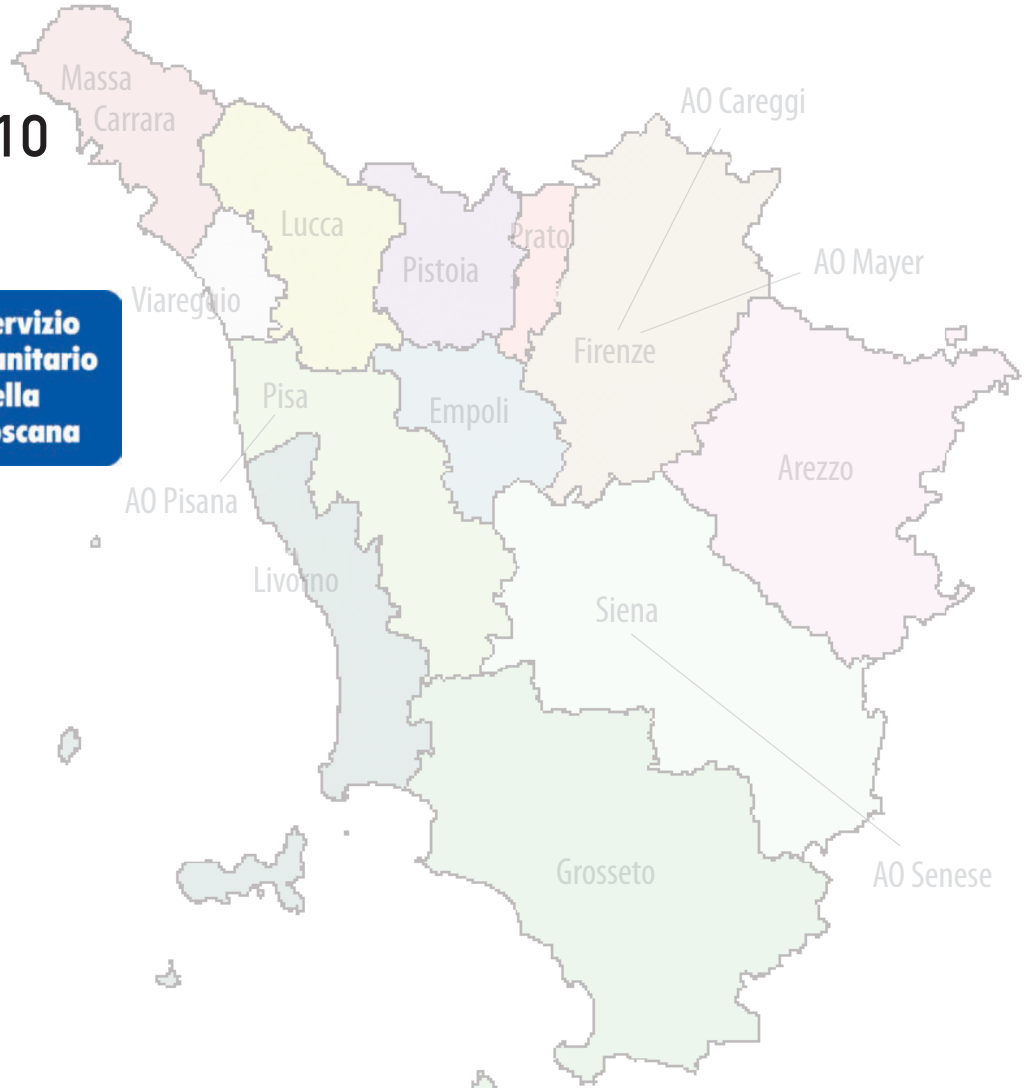 Massa
Carrara
10
AO Careggi
Lucca
Prato
Pistoia
AO Mayer
Viareggio
ervizio
anitario
ella
oscana
Firenze
Pisa
Empoli
Arezzo
AO Pisana
Livorno
Siena
Grosseto
AO Senese